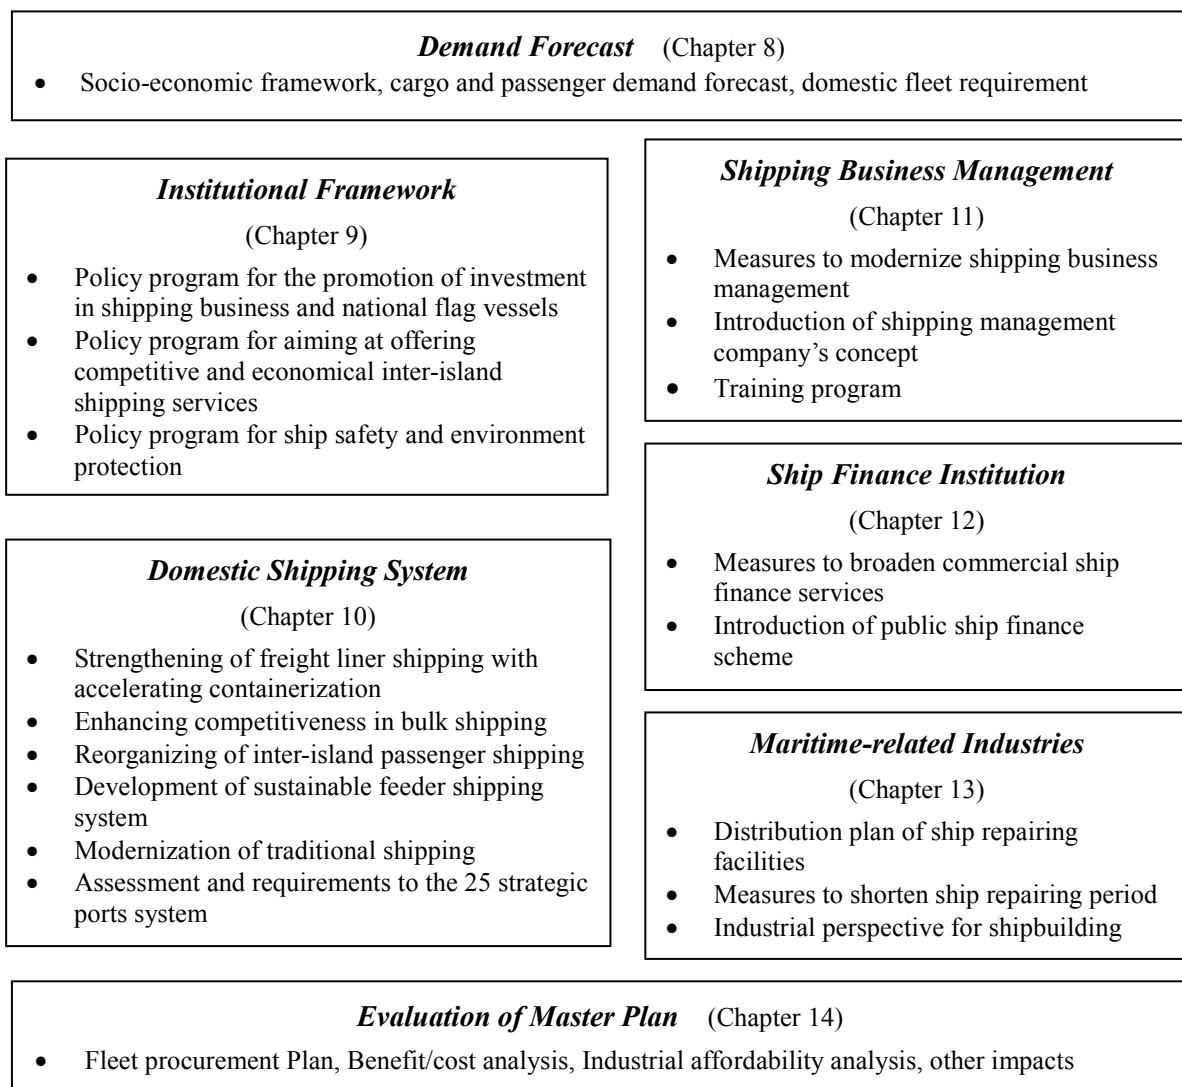 Demand Forecast (Chapter 8)
• Socio-economic framework, cargo and passenger demand forecast, domestic fleet requirement
Institutional Framework
(Chapter 9)
• Policy program for the promotion of investment
in shipping business and national flag vessels
• Policy program for aiming at offering
competitive and economical inter-island
shipping services
• Policy program for ship safety and environment
protection
Domestic Shipping System
(Chapter 10)
• Strengthening of freight liner shipping with
accelerating containerization
• Enhancing competitiveness in bulk shipping
• Reorganizing of inter-island passenger shipping
• Development of sustainable feeder shipping
system
• Modernization of traditional shipping
• Assessment and requirements to the 25 strategic
ports system
Shipping Business Management
(Chapter 11)
• Measures to modernize shipping business
management
• Introduction of shipping management
company’s concept
• Training program
Ship Finance Institution
(Chapter 12)
• Measures to broaden commercial ship
finance services
• Introduction of public ship finance
scheme
Maritime-related Industries
(Chapter 13)
• Distribution plan of ship repairing
facilities
• Measures to shorten ship repairing period
• Industrial perspective for shipbuilding
Evaluation of Master Plan (Chapter 14)
• Fleet procurement Plan, Benefit/cost analysis, Industrial affordability analysis, other impacts